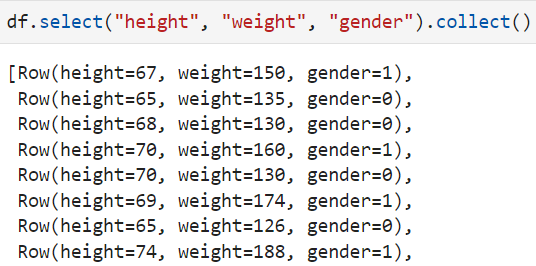 df.select("height", "weight", "gender").collect()
[Row(height=67, weight=150, gender=1),
Row(height=65, weight=135, gender=0),
Row(height=68, weight=130, gender=0),
Row(height=70, weight=160, gender=1),
Row(height=70, weight=130, gender=0),
Row(height=69, weight=174, gender=1),
Row(height=65, weight=126, gender=0),
Row(height=74, weight=188, gender=1),